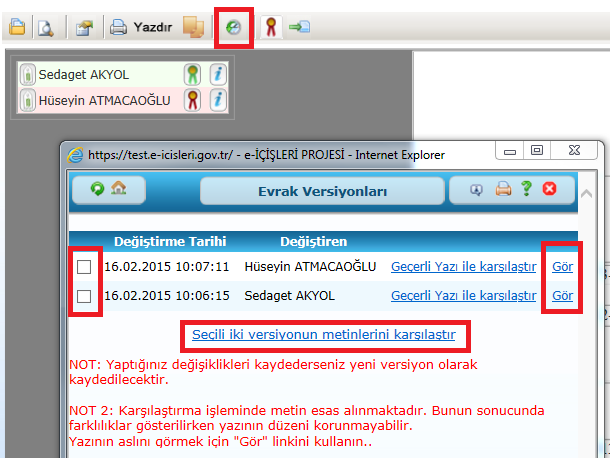 Yazdır
Sedaget AKYOL
Hüseyin ATMACAOĞLU
https://test.e-icisleri.gov.tr/ - e-İÇİŞLERİ PROJESİ - Internet Explorer
Evrak Versiyonları
Değiştirme Tarihi Değiştiren
16.02.2015 10:07:11 Hüseyin ATMACAOĞLU Geçerli Yazı ile karşılaştır Gör
16.02.2015 10:06:15 Sedaget AKYOL Geçerli Yazı ile karşılaştır Gör
Seçili iki versiyonun metinlerini karşılaştır
NOT: Yaptığınız değişiklikleri kaydederseniz yeni versiyon olarak
kaydedilecektir.
NOT 2: Karşılaştırma işleminde metin esas alınmaktadır. Bunun sonucunda
farklılıklar gösterilirken yazının düzeni korunmayabilir.
Yazının aslını görmek için "Gör" linkini kullanın..